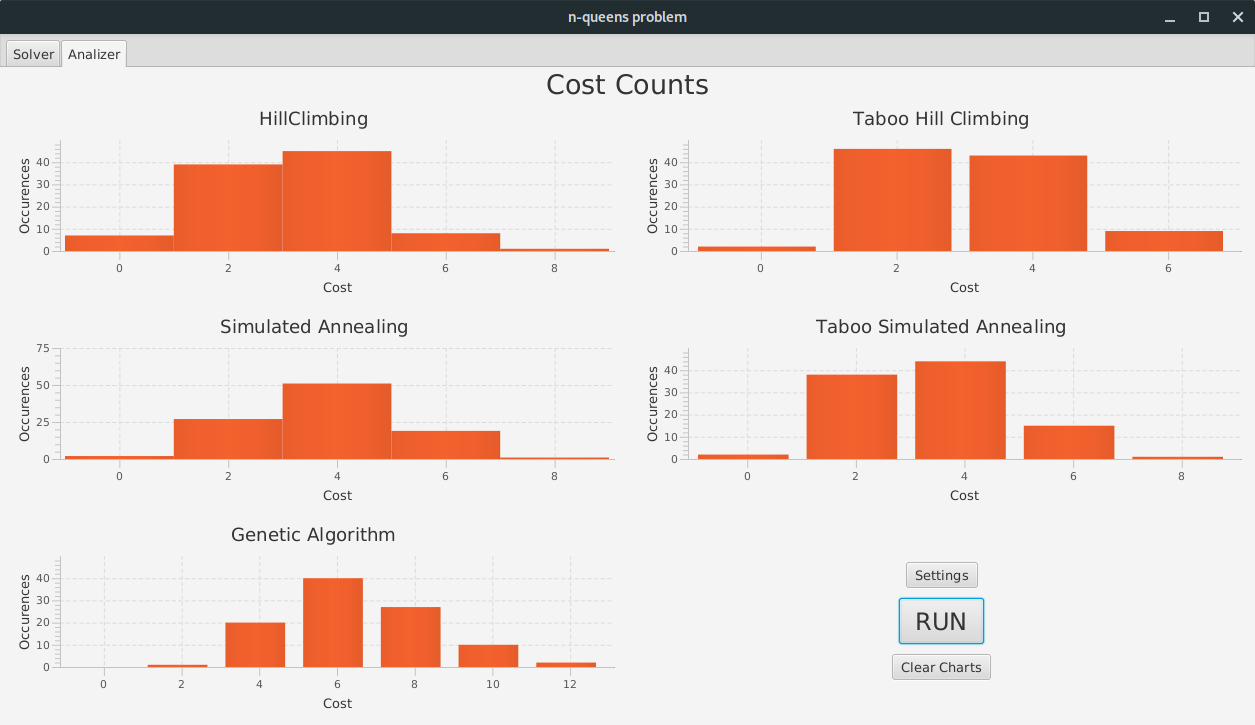 n-queens problem
Solver Analizer
Cost Counts
HillClimbing
Occurences
40
30
20
10
0
0 2 4 6 8
Cost
Taboo Hill Climbing
Occurences
40
30
20
10
0
0 2 4 6
Cost
Simulated Annealing
Occurences
75
50
25
0
0 2 4 6 8
Cost
Taboo Simulated Annealing
Occurences
40
30
20
10
0
0 2 4 6 8
Cost
Genetic Algorithm
Occurences
40
30
20
10
0
0 2 4 6 8 10 12
Cost
Settings
RUN
Clear Charts